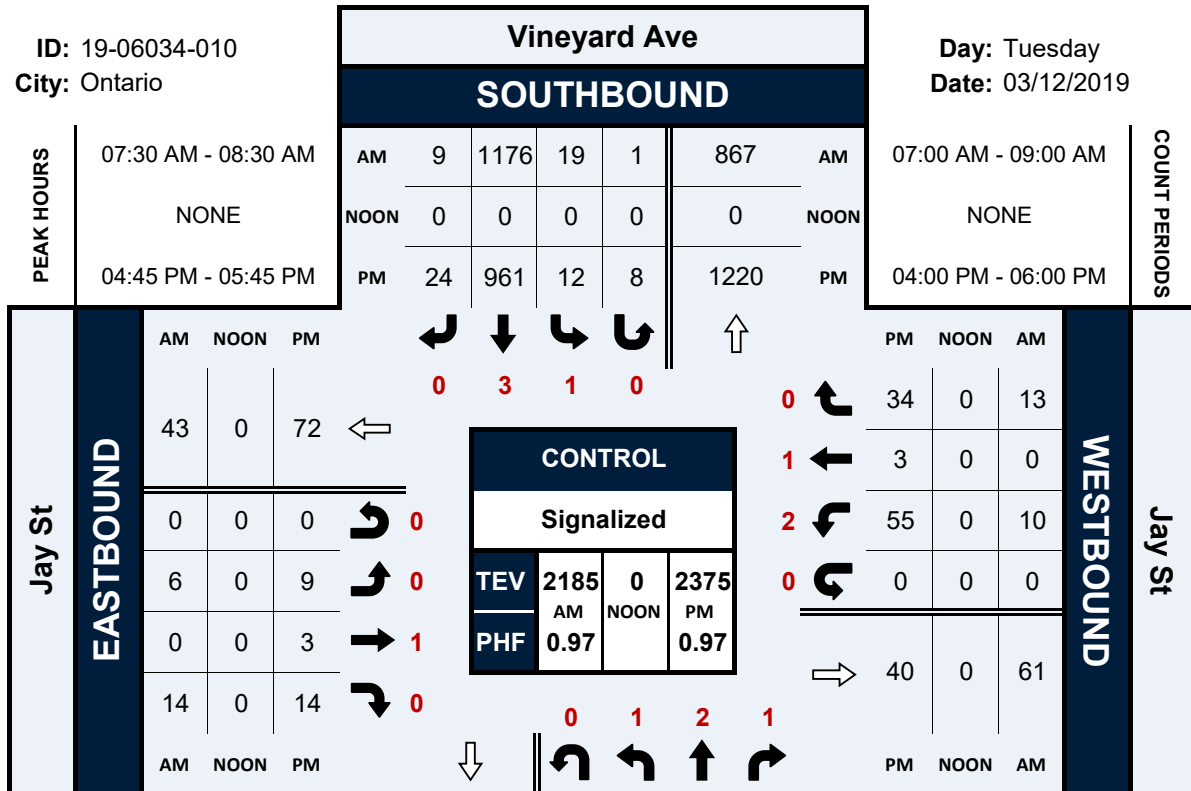 Vineyard Ave
ID: 19-06034-010
Day: Tuesday
City: Ontario
Date: 03/12/2019
SOUTHBOUND
PEAK HOURS
07:30 AM - 08:30 AM
AM 9 1176 19 1 867 AM
07:00 AM - 09:00 AM
COUNT PERIODS
NONE
NOON 0 0 0 0 0 NOON
NONE
04:45 PM - 05:45 PM
PM 24 961 12 8 1220 PM
04:00 PM - 06:00 PM
AM NOON PM
PM NOON AM
0 3 1 0
Jay St
EASTBOUND
43 0 72
0 0 0 0
6 0 9 0
0 0 3 1
14 0 14 0
AM NOON PM
CONTROL
Signalized
TEV 2185 0 2375
AM NOON PM
PHF 0.97 0.97
0 34 0 13
1 3 0 0
2 55 0 10
0 0 0 0
40 0 61
PM NOON AM
WESTBOUND
Jay St
0 1 2 1